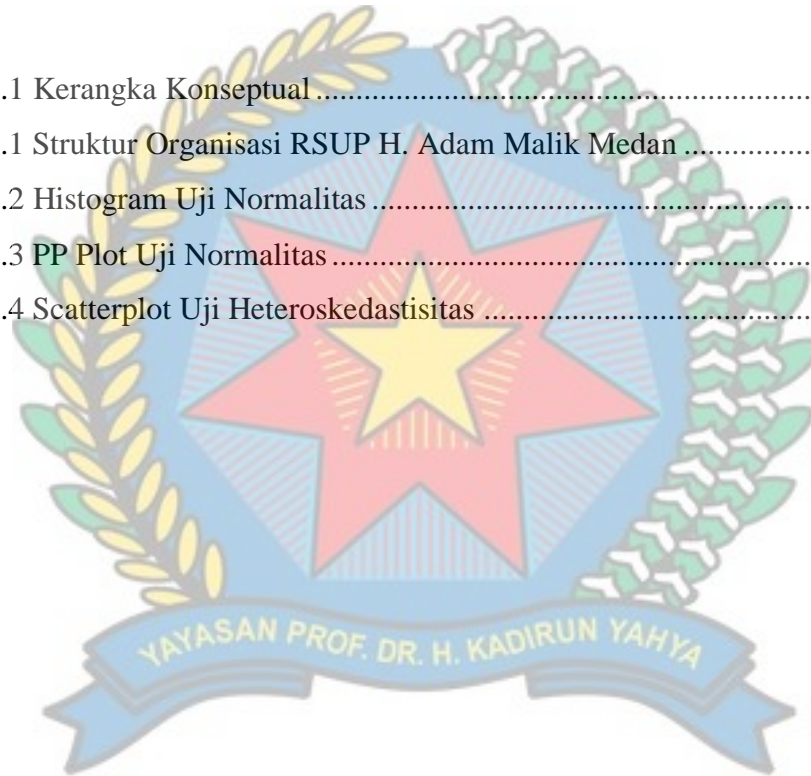 .1 Kerangka Konseptual................................................................
.1 Struktur Organisasi RSUP H. Adam Malik Medan................
.2 Histogram Uji Normalitas.........................................................
.3 PP Plot Uji Normalitas..............................................................
.4 Scatterplot Uji Heteroskedastisitas..........................................
YAYASAN PROF. DR. H. KADIRUN YAHYA